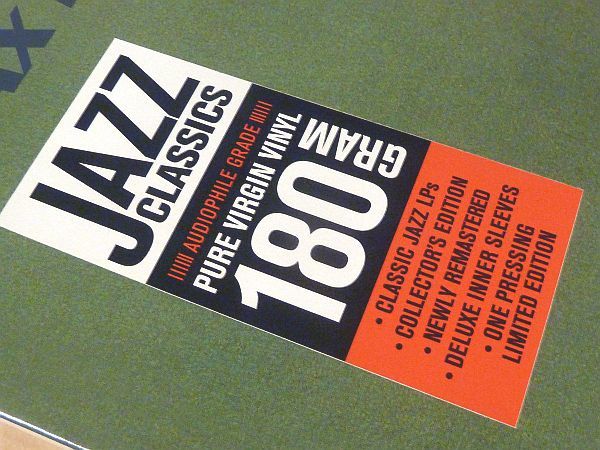 JAZZ
CLASSICS
AUDIOPHILE GRADE
PURE VIRGIN VINYL
180
GRAM
• CLASSIC JAZZ LPs
• COLLECTOR'S EDITION
• NEWLY REMASTERED
• DELUXE INNER SLEEVES
• ONE PRESSING
LIMITED EDITION